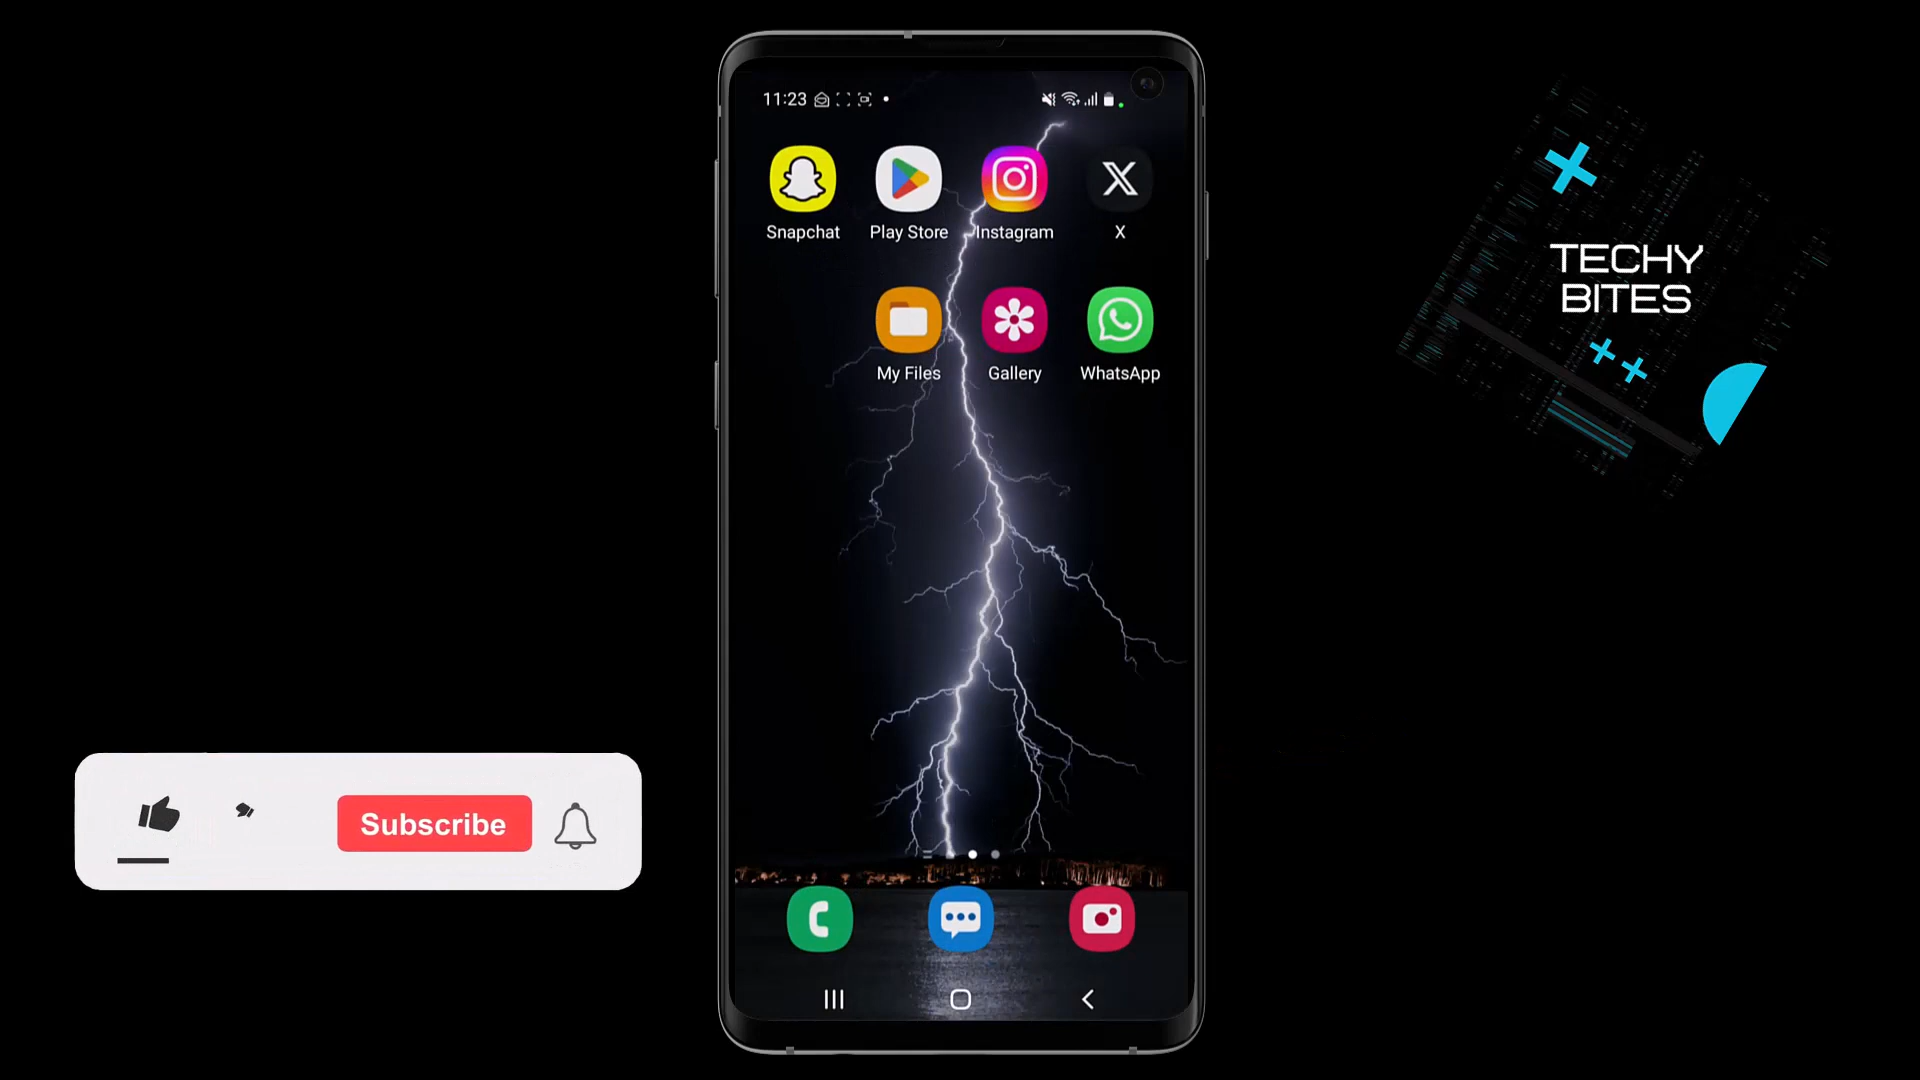 11:23
Snapchat
Play Store
Instagram
X
My Files
Gallery
WhatsApp
TECHY
BITES
Subscribe